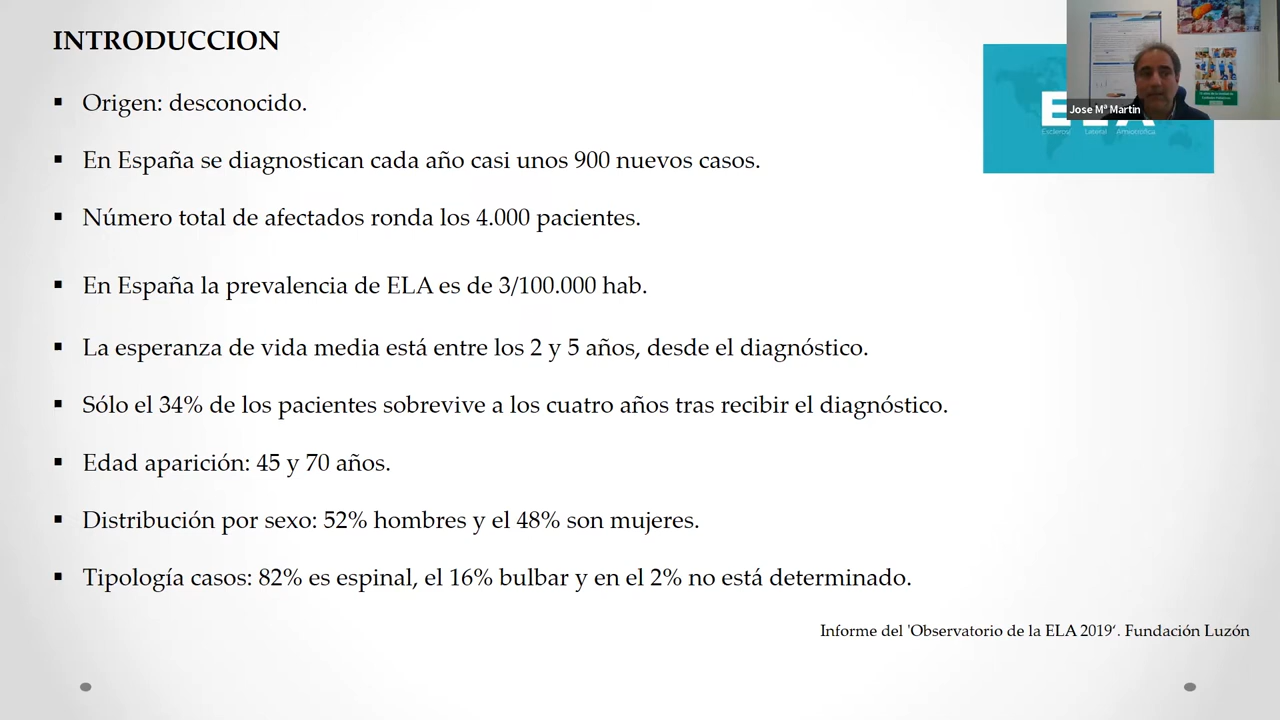 INTRODUCCION
▪ Origen: desconocido.
▪ En España se diagnostican cada año casi unos 900 nuevos casos.
▪ Número total de afectados ronda los 4.000 pacientes.
▪ En España la prevalencia de ELA es de 3/100.000 hab.
▪ La esperanza de vida media está entre los 2 y 5 años, desde el diagnóstico.
▪ Sólo el 34% de los pacientes sobrevive a los cuatro años tras recibir el diagnóstico.
▪ Edad aparición: 45 y 70 años.
▪ Distribución por sexo: 52% hombres y el 48% son mujeres.
▪ Tipología casos: 82% es espinal, el 16% bulbar y en el 2% no está determinado.
Informe del 'Observatorio de la ELA 2019‘. Fundación Luzón
Jose Mª Martín
ELA
Lateral Amiotrófica